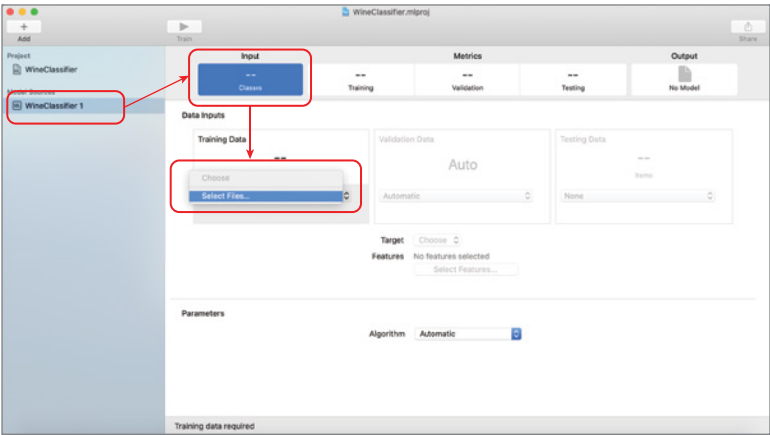 WineClassifier.mlproj
Add
Train
Share
Project
WineClassifier
Model Sources
WineClassifier 1
Input
Metrics
Output
--
Classes
--
Training
--
Validation
--
Testing
No Model
Data Inputs
Training Data
--
Choose
Select Files...
Validation Data
Auto
Automatic
Testing Data
--
Items
None
Target Choose
Features No features selected
Select Features...
Parameters
Algorithm Automatic
Training data required